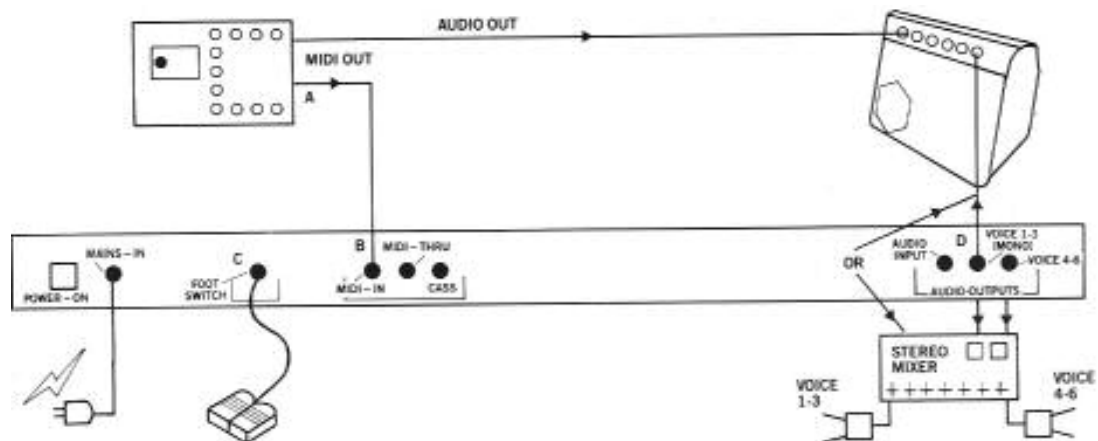 AUDIO OUT
MIDI OUT
A
B
MIDI-THRU
MAINS-IN
C
D
VOICE 1-3
(MONO)
AUDIO
INPUT
VOICE 4-6
OR
POWER-ON
FOOT
SWITCH
MIDI-IN
CASS
AUDIO-OUTPUTS
STEREO
MIXER
VOICE
1-3
VOICE
4-6